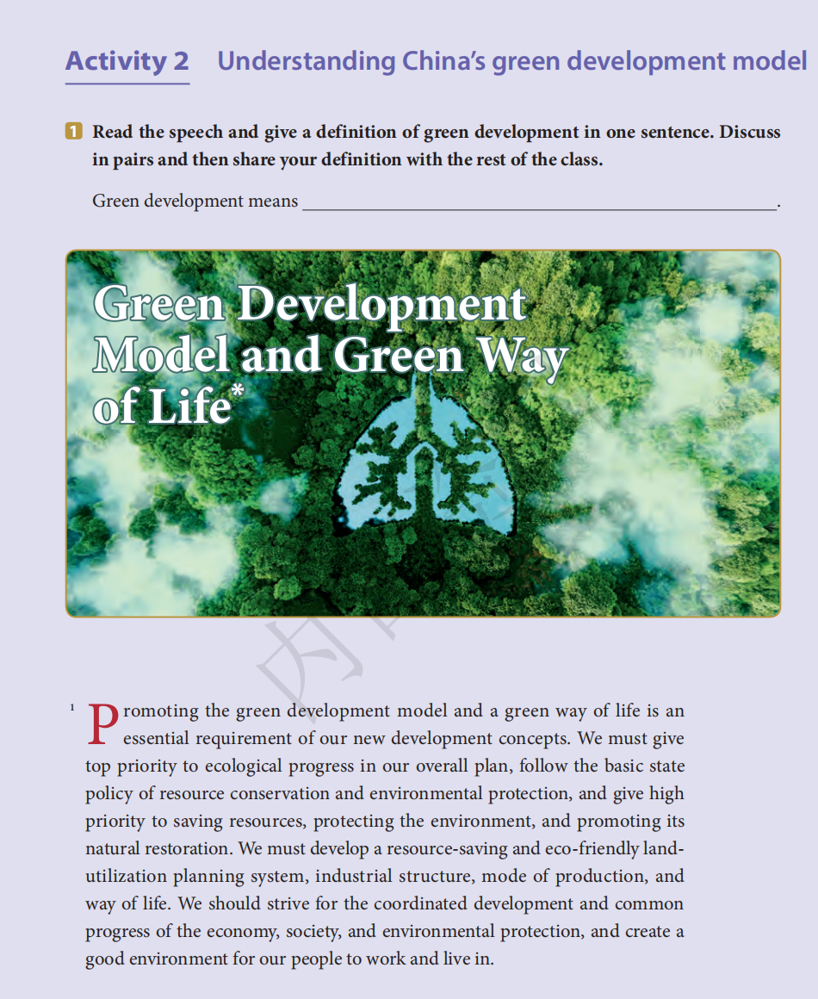 Activity 2 Understanding China's green development model
1 Read the speech and give a definition of green development in one sentence. Discuss
in pairs and then share your definition with the rest of the class.
Green development means ______________________________.
Green Development
Model and Green Way
of Life*
1 Promoting the green development model and a green way of life is an
essential requirement of our new development concepts. We must give
top priority to ecological progress in our overall plan, follow the basic state
policy of resource conservation and environmental protection, and give high
priority to saving resources, protecting the environment, and promoting its
natural restoration. We must develop a resource-saving and eco-friendly land-
utilization planning system, industrial structure, mode of production, and
way of life. We should strive for the coordinated development and common
progress of the economy, society, and environmental protection, and create a
good environment for our people to work and live in.
内